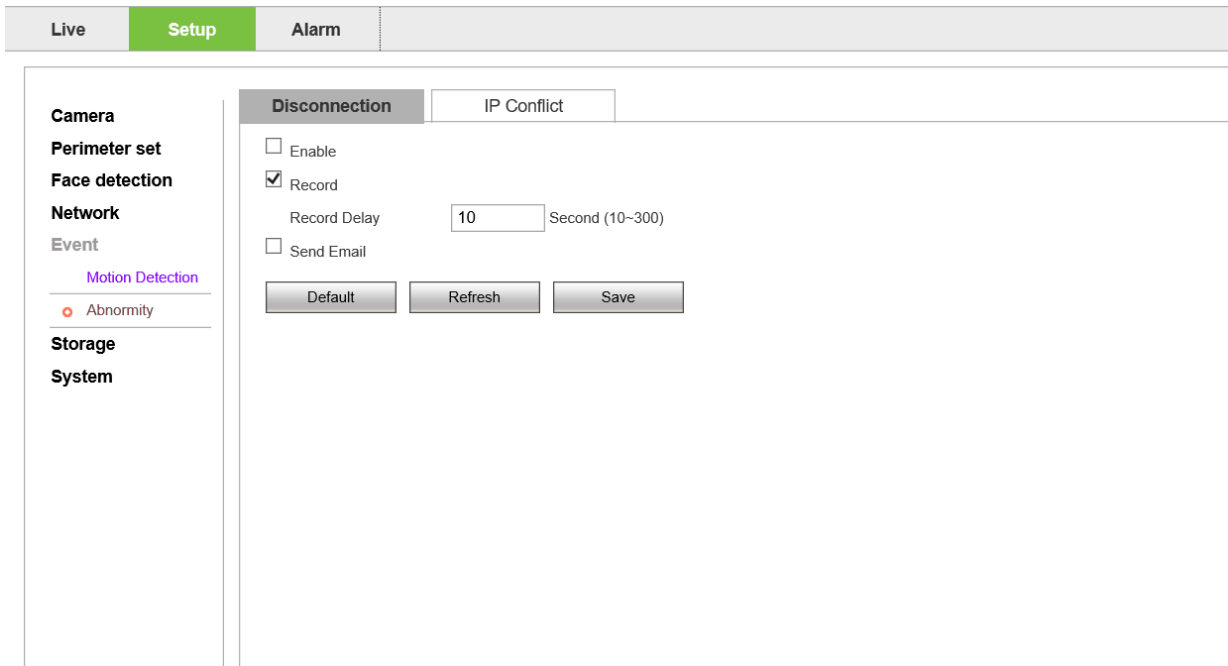 Live Setup Alarm
Camera
Perimeter set
Face detection
Network
Event
Motion Detection
Abnormity
Storage
System
Disconnection IP Conflict
Enable
Record
Record Delay 10 Second (10~300)
Send Email
Default Refresh Save